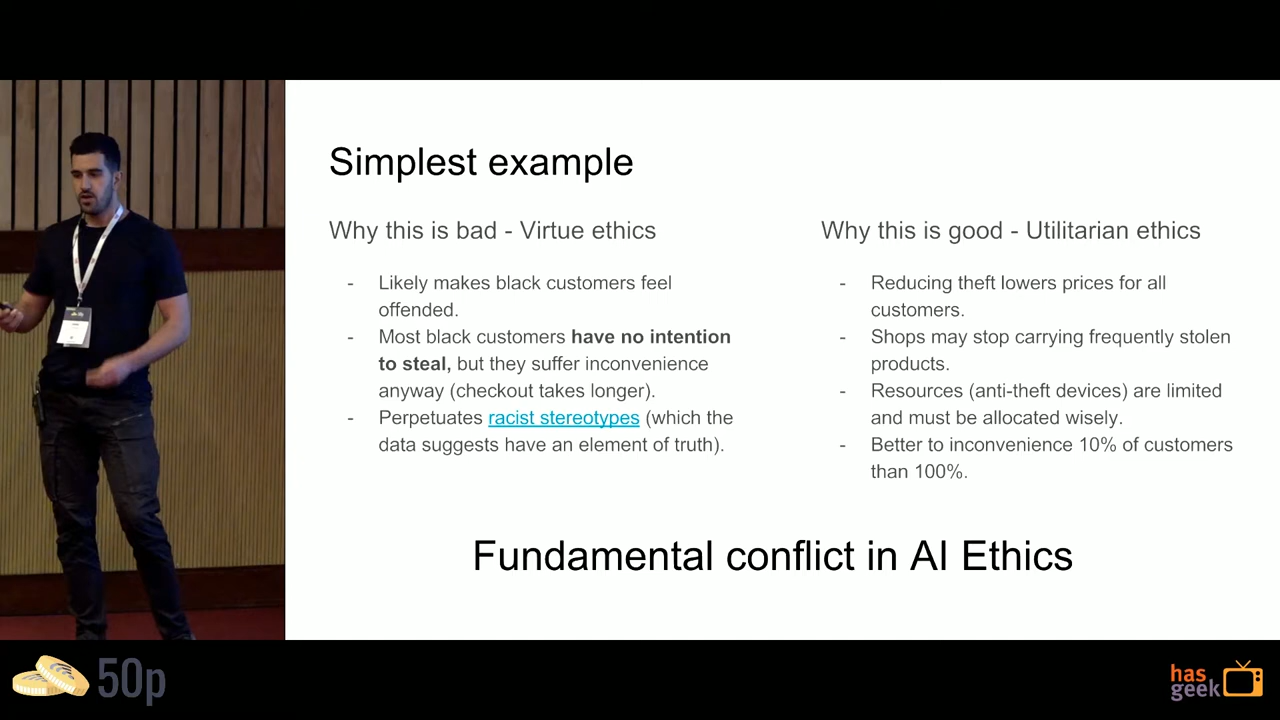 Simplest example
Why this is bad - Virtue ethics
- Likely makes black customers feel
offended.
- Most black customers have no intention
to steal, but they suffer inconvenience
anyway (checkout takes longer).
- Perpetuates racist stereotypes (which the
data suggests have an element of truth).
Why this is good - Utilitarian ethics
- Reducing theft lowers prices for all
customers.
- Shops may stop carrying frequently stolen
products.
- Resources (anti-theft devices) are limited
and must be allocated wisely.
- Better to inconvenience 10% of customers
than 100%.
Fundamental conflict in AI Ethics
50p
has
geek